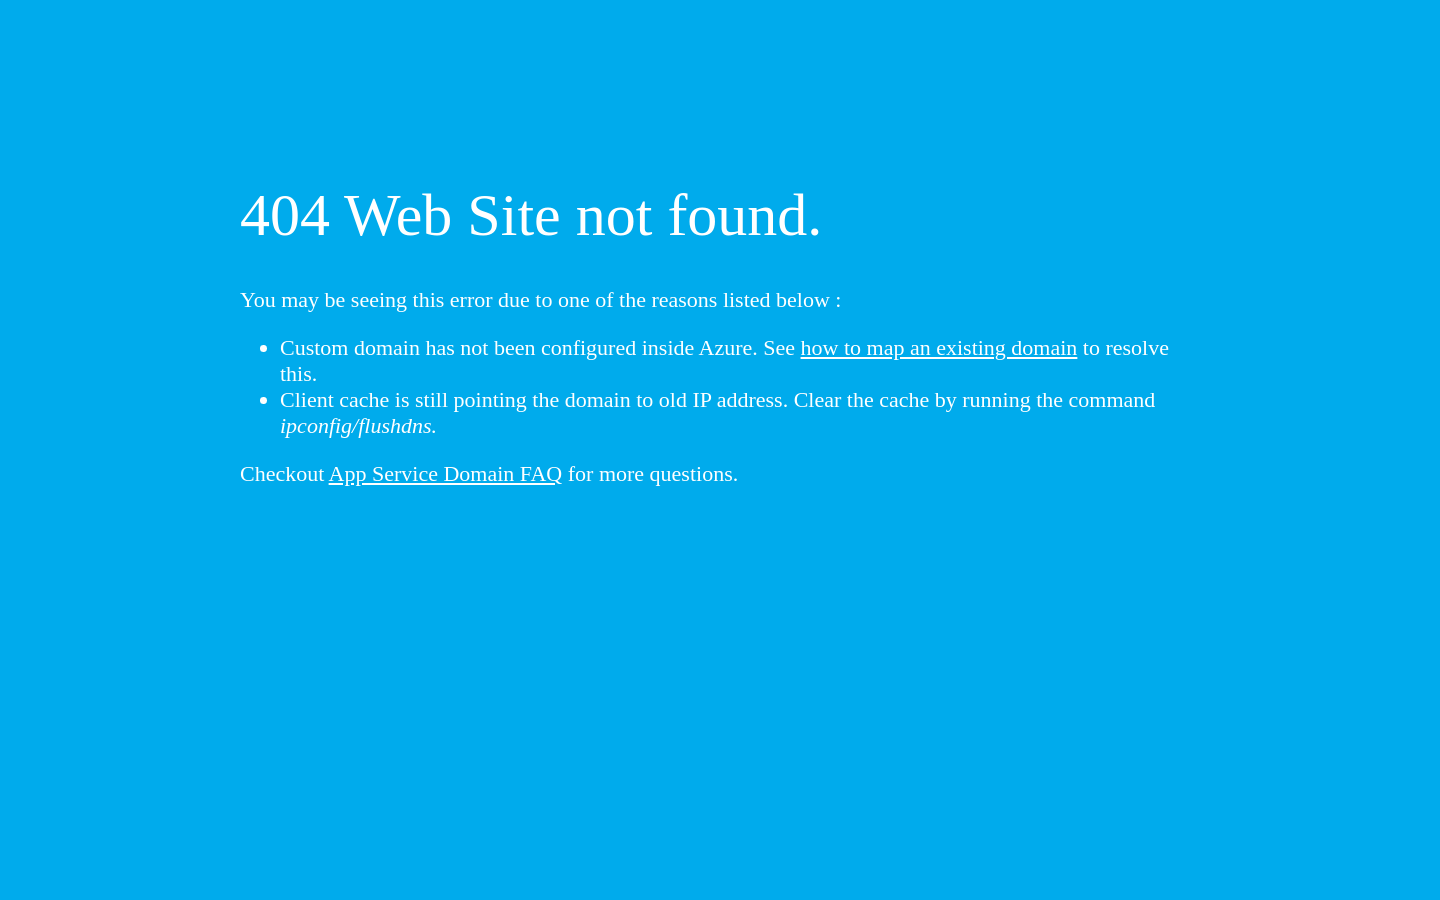 404 Web Site not found.
You may be seeing this error due to one of the reasons listed below :
• Custom domain has not been configured inside Azure. See how to map an existing domain to resolve
this.
• Client cache is still pointing the domain to old IP address. Clear the cache by running the command
ipconfig/flushdns.
Checkout App Service Domain FAQ for more questions.